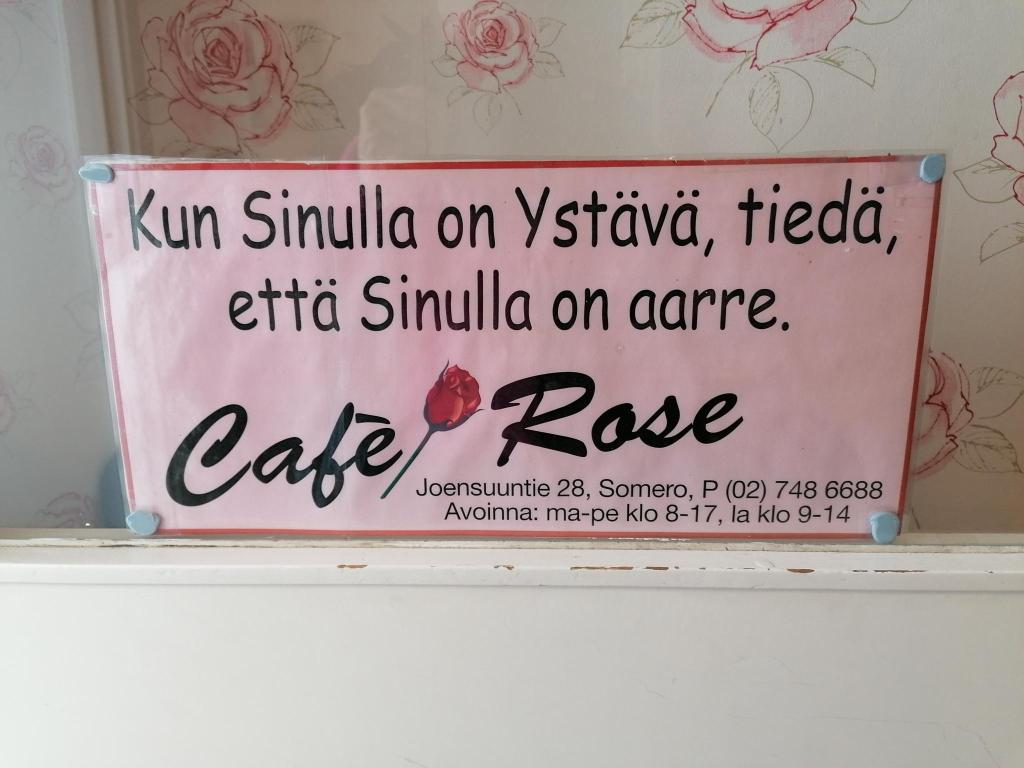 Kun Sinulla on Ystävä, tiedä,
että Sinulla on aarre.
Cafè Rose
Joensuuntie 28, Somero, P (02) 748 6688
Avoinna: ma-pe klo 8-17, la klo 9-14